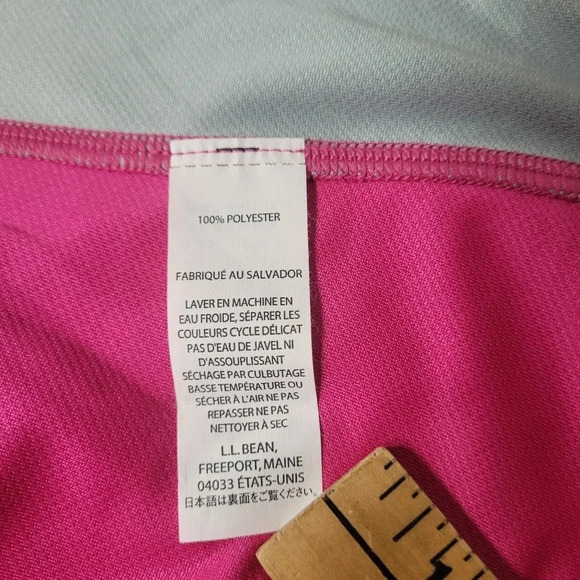 100% POLYESTER
FABRIQUÉ AU SALVADOR
LAVER EN MACHINE EN
EAU FROIDE, SÉPARER LES
COULEURS CYCLE DÉLICAT
PAS D'EAU DE JAVEL NI
D'ASSOUPLISSANT
SÉCHAGE PAR CULBUTAGE
BASSE TEMPÉRATURE OU
SÉCHER À L'AIR NE PAS
REPASSER NE PAS
NETTOYER À SEC
L.L.BEAN,
FREEPORT, MAINE
04033 ÉTATS-UNIS
日本語は裏面をご覧ください。